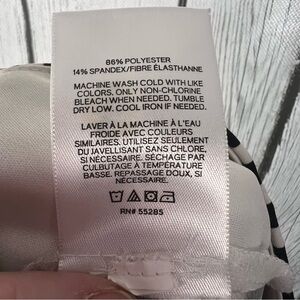 86% POLYESTER
14% SPANDEX/FIBRE ÉLASTHANNE
MACHINE WASH COLD WITH LIKE
COLORS. ONLY NON-CHLORINE
BLEACH WHEN NEEDED. TUMBLE
DRY LOW. COOL IRON IF NEEDED.
LAVER À LA MACHINE À L'EAU
FROIDE AVEC COULEURS
SIMILAIRES. UTILISEZ SEULEMENT
DU JAVELLISANT SANS CHLORE,
SI NÉCESSAIRE. SÉCHAGE PAR
CULBUTAGE À TEMPÉRATURE
BASSE. REPASSAGE DOUX, SI
NÉCESSAIRE.
RN# 55285